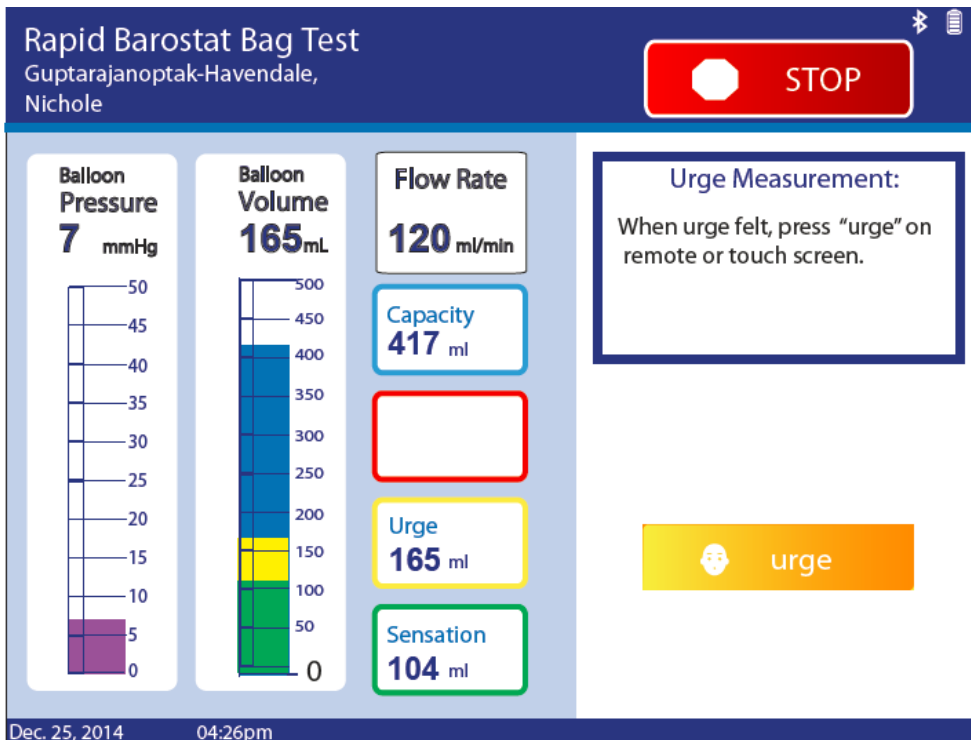 Rapid Barostat Bag Test
Guptarajanoptak-Havendale,
Nichole
STOP
Balloon
Pressure
7 mmHg
50
45
40
35
30
25
20
15
10
5
0
Balloon
Volume
165mL
500
450
400
350
300
250
200
150
100
50
0
Flow Rate
120 ml/min
Capacity
417 ml
Urge
165 ml
Sensation
104 ml
Urge Measurement:
When urge felt, press “urge” on
remote or touch screen.
urge
Dec. 25, 2014 04:26pm